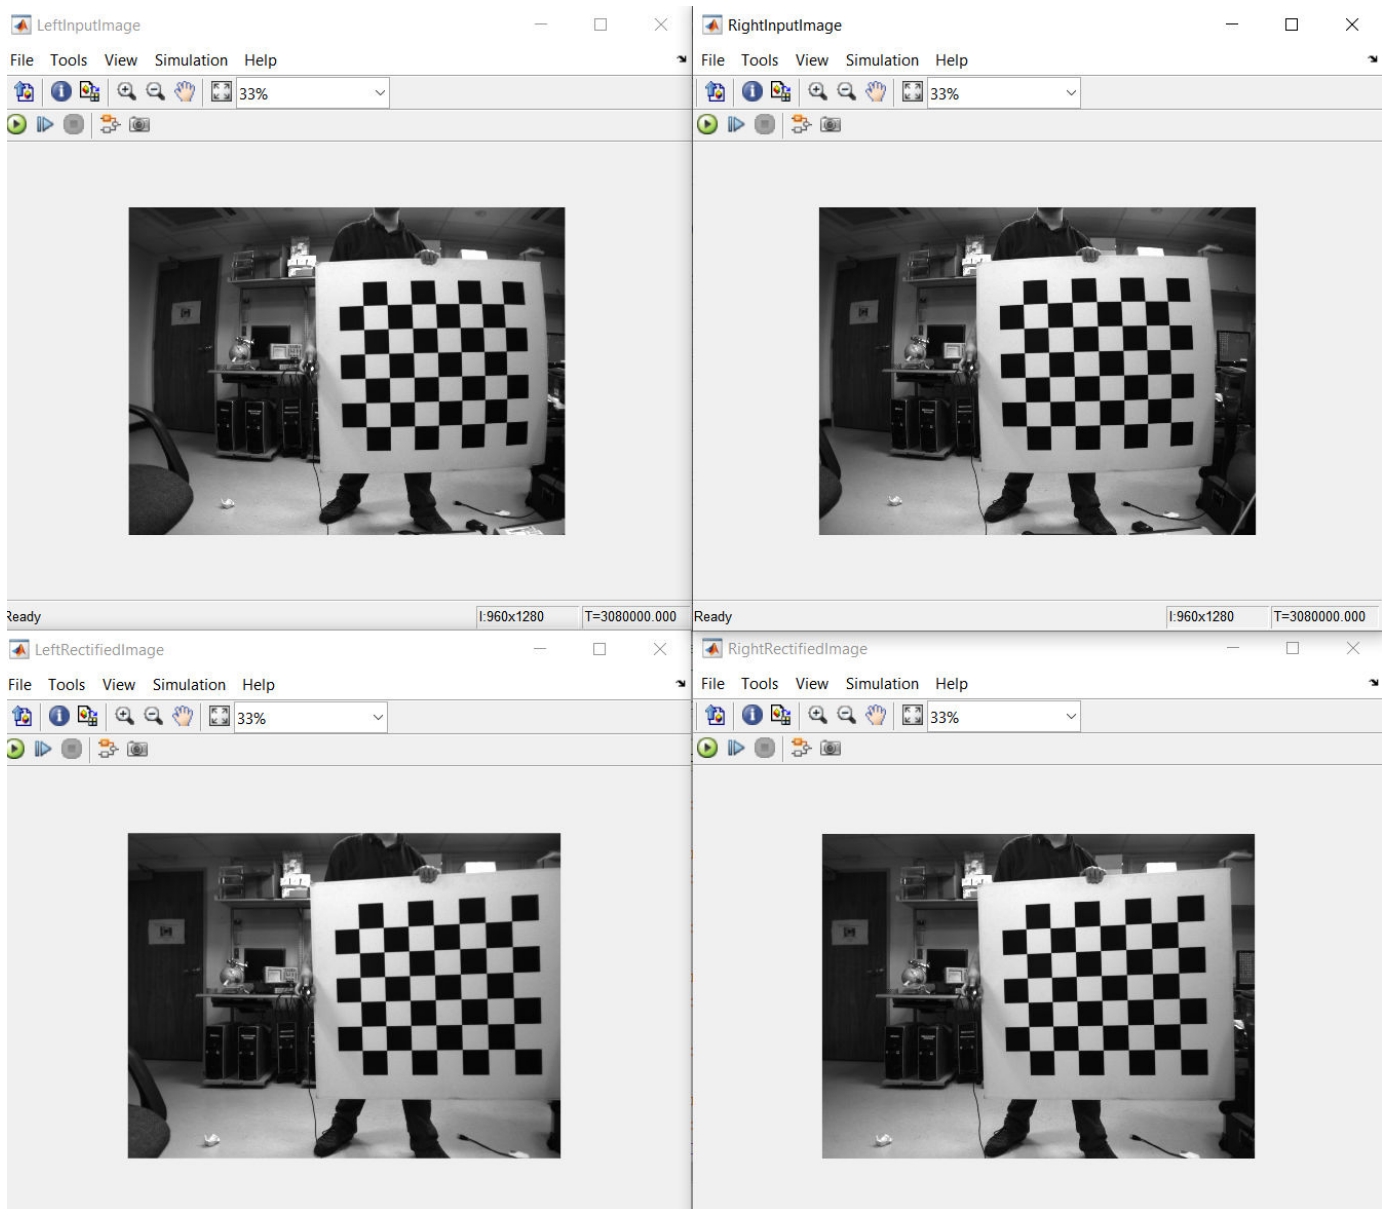 LeftInputImage
File Tools View Simulation Help
33%
Ready
I:960x1280
T=3080000.000
RightInputImage
File Tools View Simulation Help
33%
Ready
I:960x1280
T=3080000.000
LeftRectifiedImage
File Tools View Simulation Help
33%
RightRectifiedImage
File Tools View Simulation Help
33%